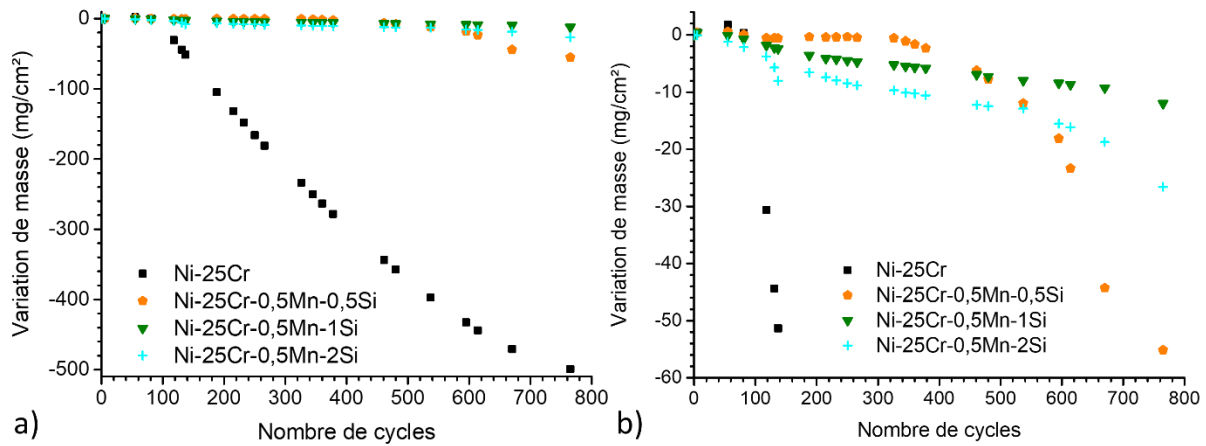 0
-100
-200
-300
-400
-500
Variation de masse (mg/cm²)
Ni-25Cr
Ni-25Cr-0,5Mn-0,5Si
Ni-25Cr-0,5Mn-1Si
Ni-25Cr-0,5Mn-2Si
0 100 200 300 400 500 600 700 800
Nombre de cycles
a)
0
-10
-20
-30
-40
-50
-60
Variation de masse (mg/cm²)
Ni-25Cr
Ni-25Cr-0,5Mn-0,5Si
Ni-25Cr-0,5Mn-1Si
Ni-25Cr-0,5Mn-2Si
0 100 200 300 400 500 600 700 800
Nombre de cycles
b)